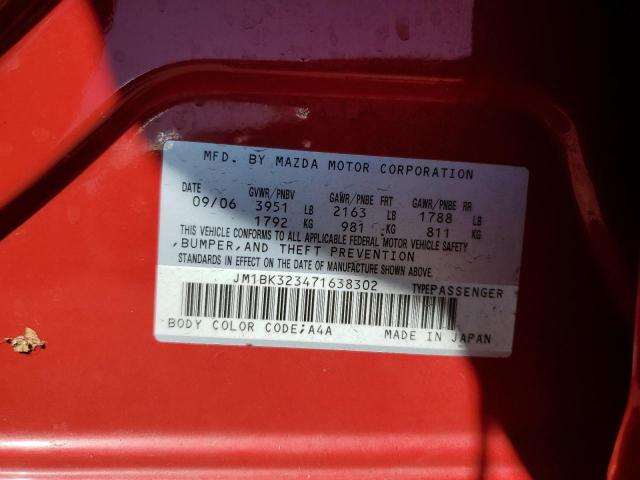 MFD. BY MAZDA MOTOR CORPORATION
DATE GVWR/PNBV GAWR/PNBE FRT GAWR/PNBE RR
09/06 3951 LB 2163 LB 1788 LB
1792 KG 981 KG 811 KG
THIS VEHICLE CONFORMS TO ALL APPLICABLE FEDERAL MOTOR VEHICLE SAFETY
,BUMPER,AND THEFT PREVENTION
STANDARDS IN EFFECT ON THE DATE OF MANUFACTURE SHOWN ABOVE.
JM1BK323471638302 TYPE PASSENGER
BODY COLOR CODE;A4A MADE IN JAPAN